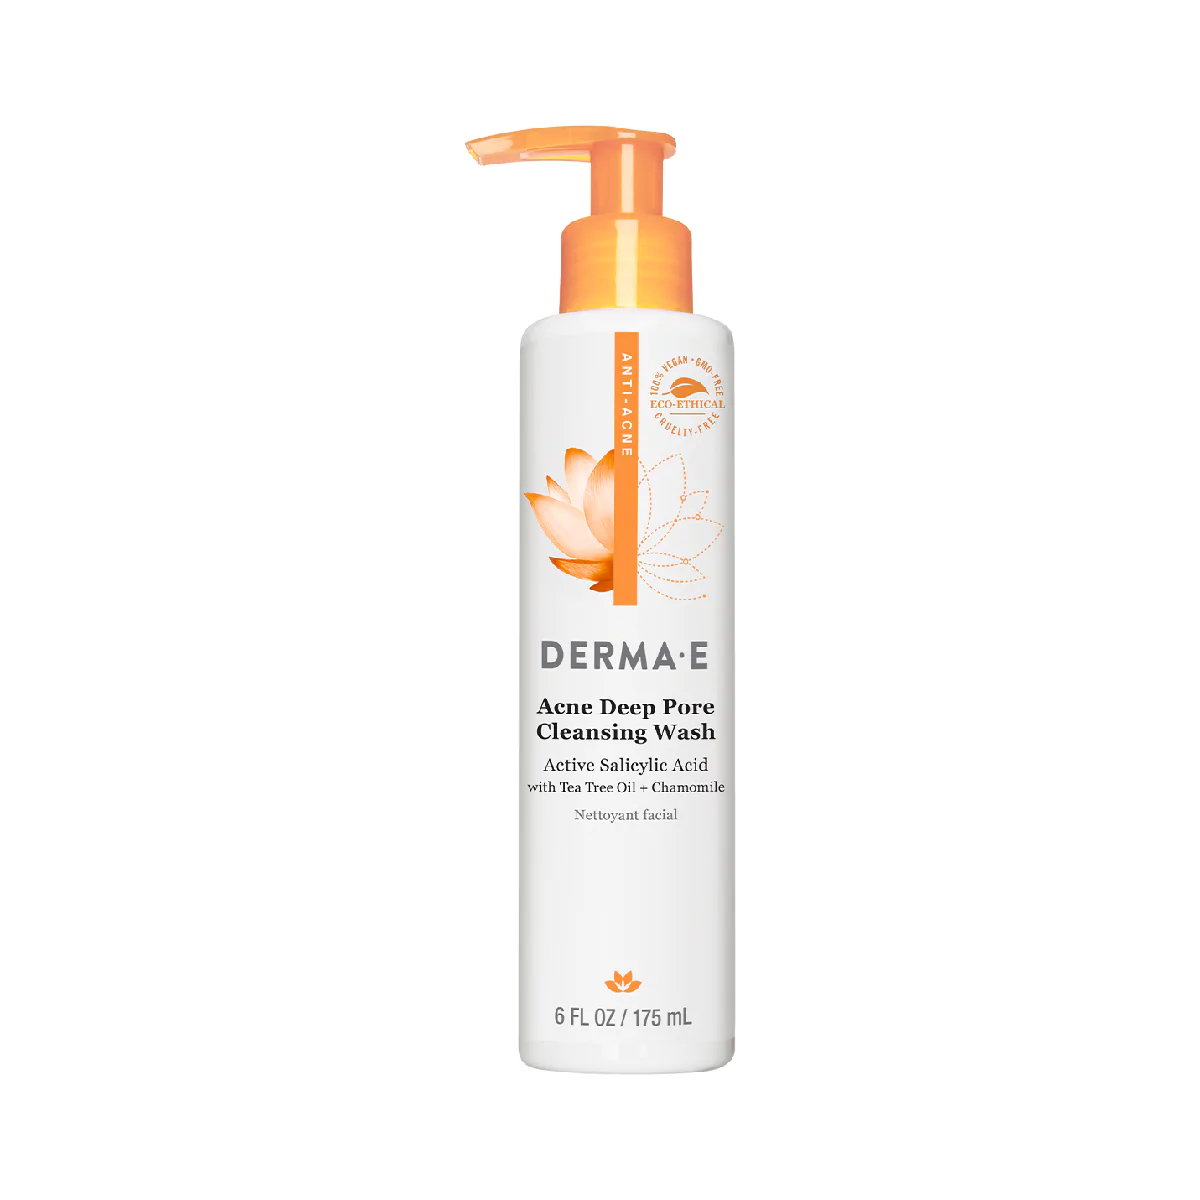 ANTI-ACNE
100% VEGAN • GMO-FREE
ECO-ETHICAL
CRUELTY-FREE
DERMA·E
Acne Deep Pore
Cleansing Wash
Active Salicylic Acid
with Tea Tree Oil + Chamomile
Nettoyant facial
6 FL OZ / 175 mL